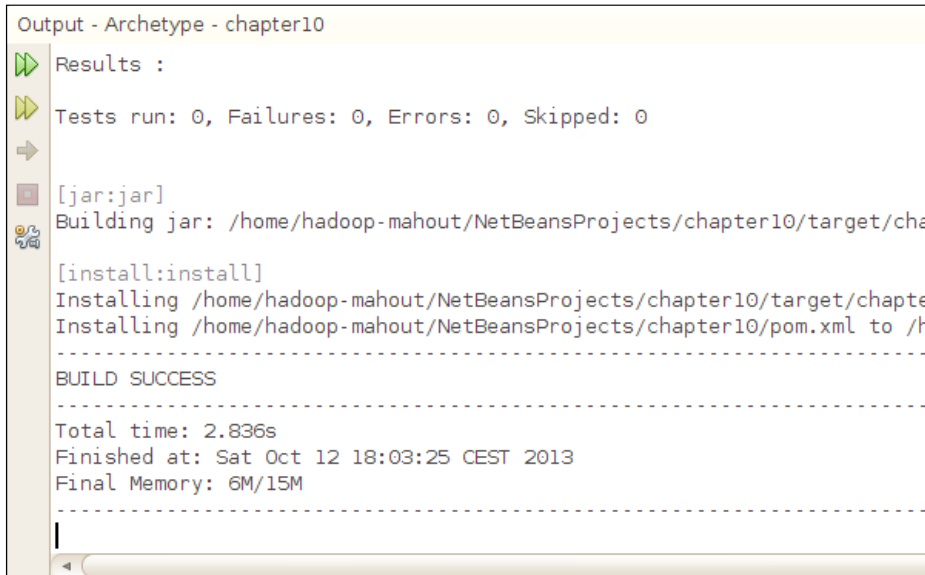 Output - Archetype - chapter10
Results :
Tests run: 0, Failures: 0, Errors: 0, Skipped: 0
[jar:jar]
Building jar: /home/hadoop-mahout/NetBeansProjects/chapter10/target/cha
[install:install]
Installing /home/hadoop-mahout/NetBeansProjects/chapter10/target/chapte
Installing /home/hadoop-mahout/NetBeansProjects/chapter10/pom.xml to /h
------------------------------------------------------------------------
BUILD SUCCESS
------------------------------------------------------------------------
Total time: 2.836s
Finished at: Sat Oct 12 18:03:25 CEST 2013
Final Memory: 6M/15M
------------------------------------------------------------------------